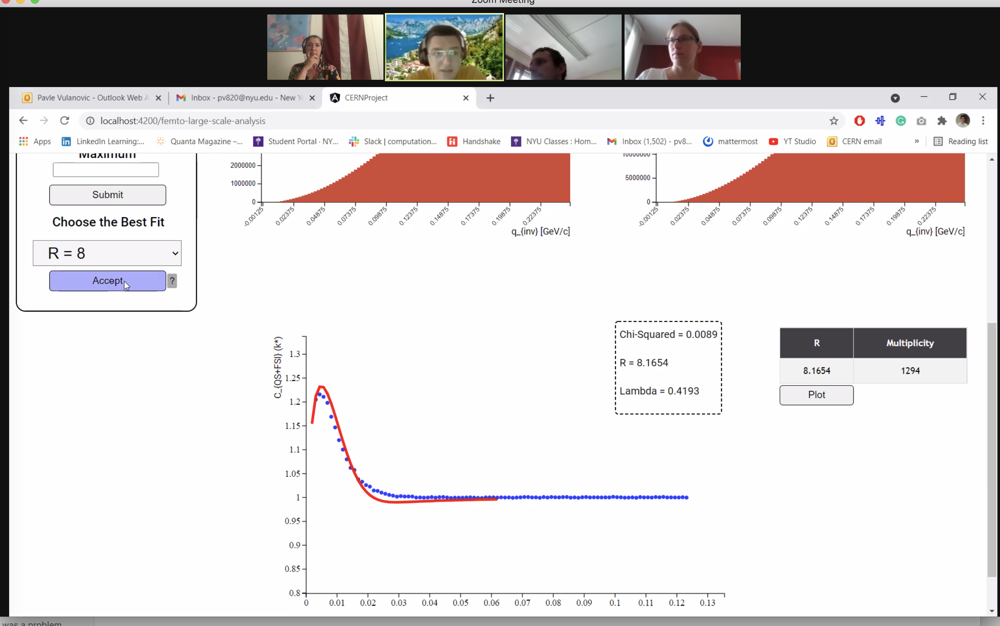 Zoom Meeting
Pavle Vulanovic - Outlook Web A
Inbox - pv820@nyu.edu - New Yo
CERNProject
localhost:4200/femto-large-scale-analysis
Apps
LinkedIn Learning:...
Quanta Magazine –...
Student Portal · NY...
Slack | computation...
Handshake
NYU Classes : Hom...
Inbox (1,502) - pv8...
mattermost
YT Studio
CERN email
»
Reading list
Maximum
Submit
Choose the Best Fit
R = 8
Accept
?
2000000
1000000
0
-0.00125
0.02375
0.04875
0.07375
0.09875
0.12375
0.14875
0.17375
0.19875
0.22375
q_{inv} [GeV/c]
10000000
5000000
0
-0.00125
0.02375
0.04875
0.07375
0.09875
0.12375
0.14875
0.17375
0.19875
0.22375
q_{inv} [GeV/c]
C_{QS+FSI} (k*)
1.3
1.25
1.2
1.15
1.1
1.05
1
0.95
0.9
0.85
0.8
0
0.01
0.02
0.03
0.04
0.05
0.06
0.07
0.08
0.09
0.1
0.11
0.12
0.13
Chi-Squared = 0.0089
R = 8.1654
Lambda = 0.4193
R Multiplicity
8.1654 1294
Plot
was a problem